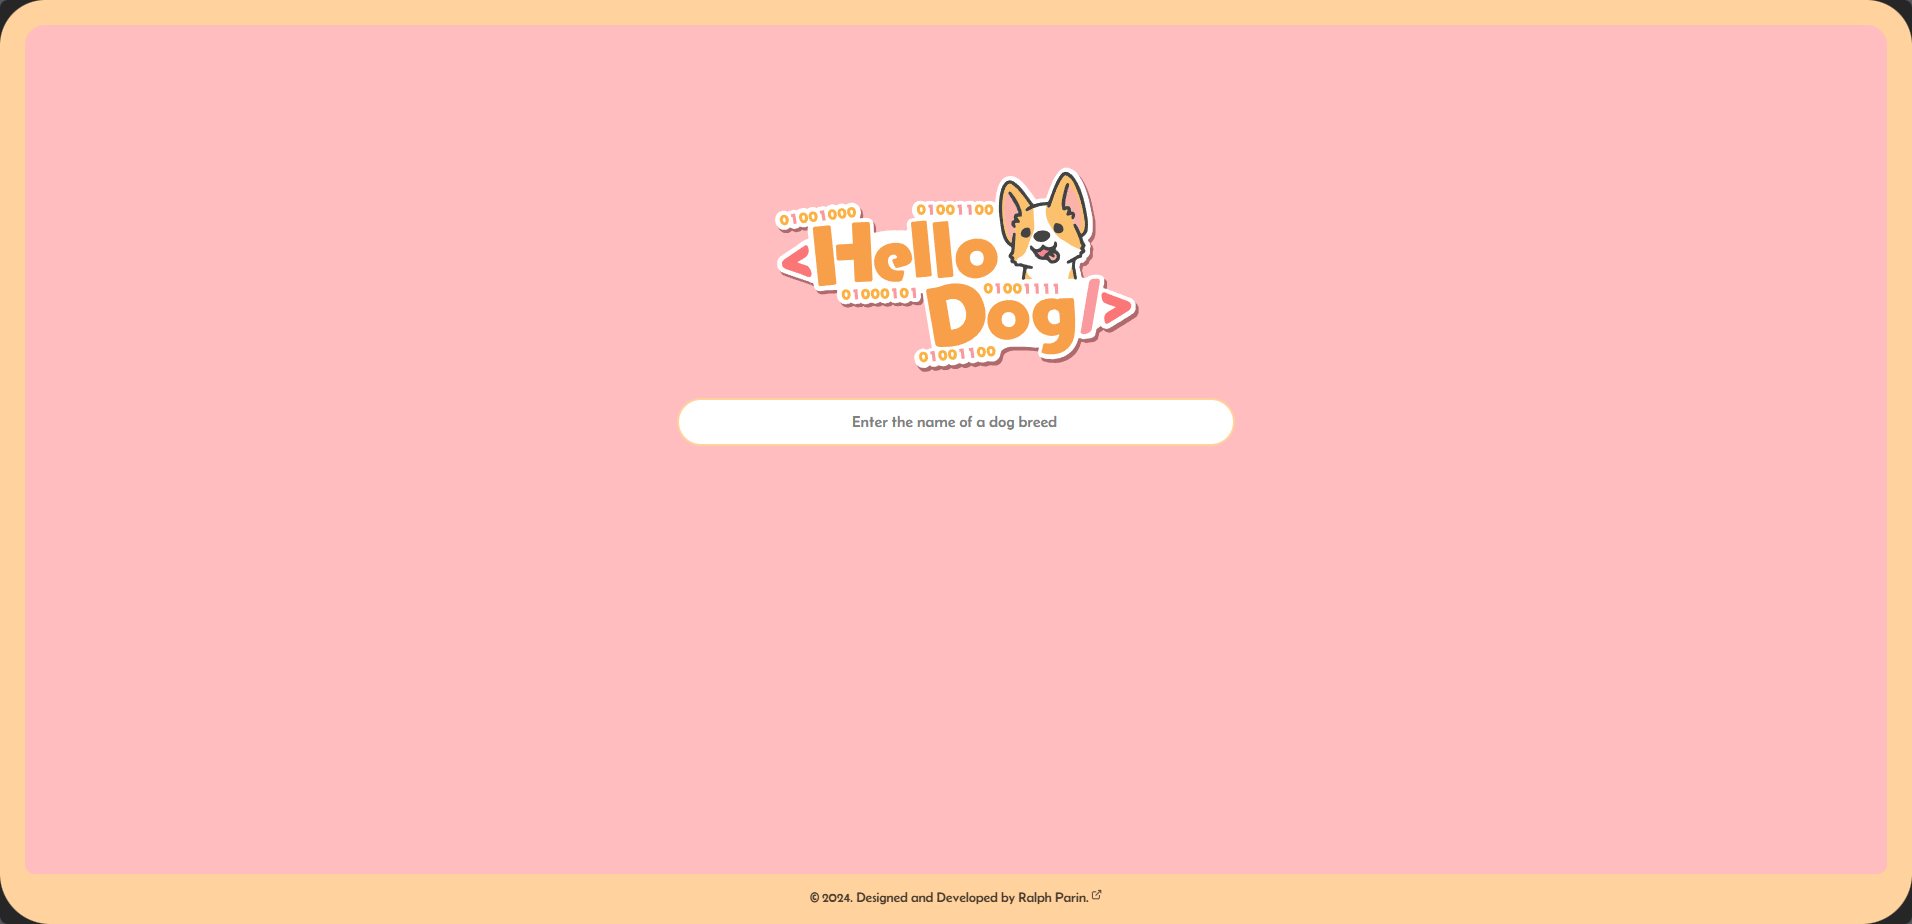 01001000
01001100
<Hello
01000101
01001111
Dog/>
01001100
Enter the name of a dog breed
© 2024. Designed and Developed by Ralph Parin.